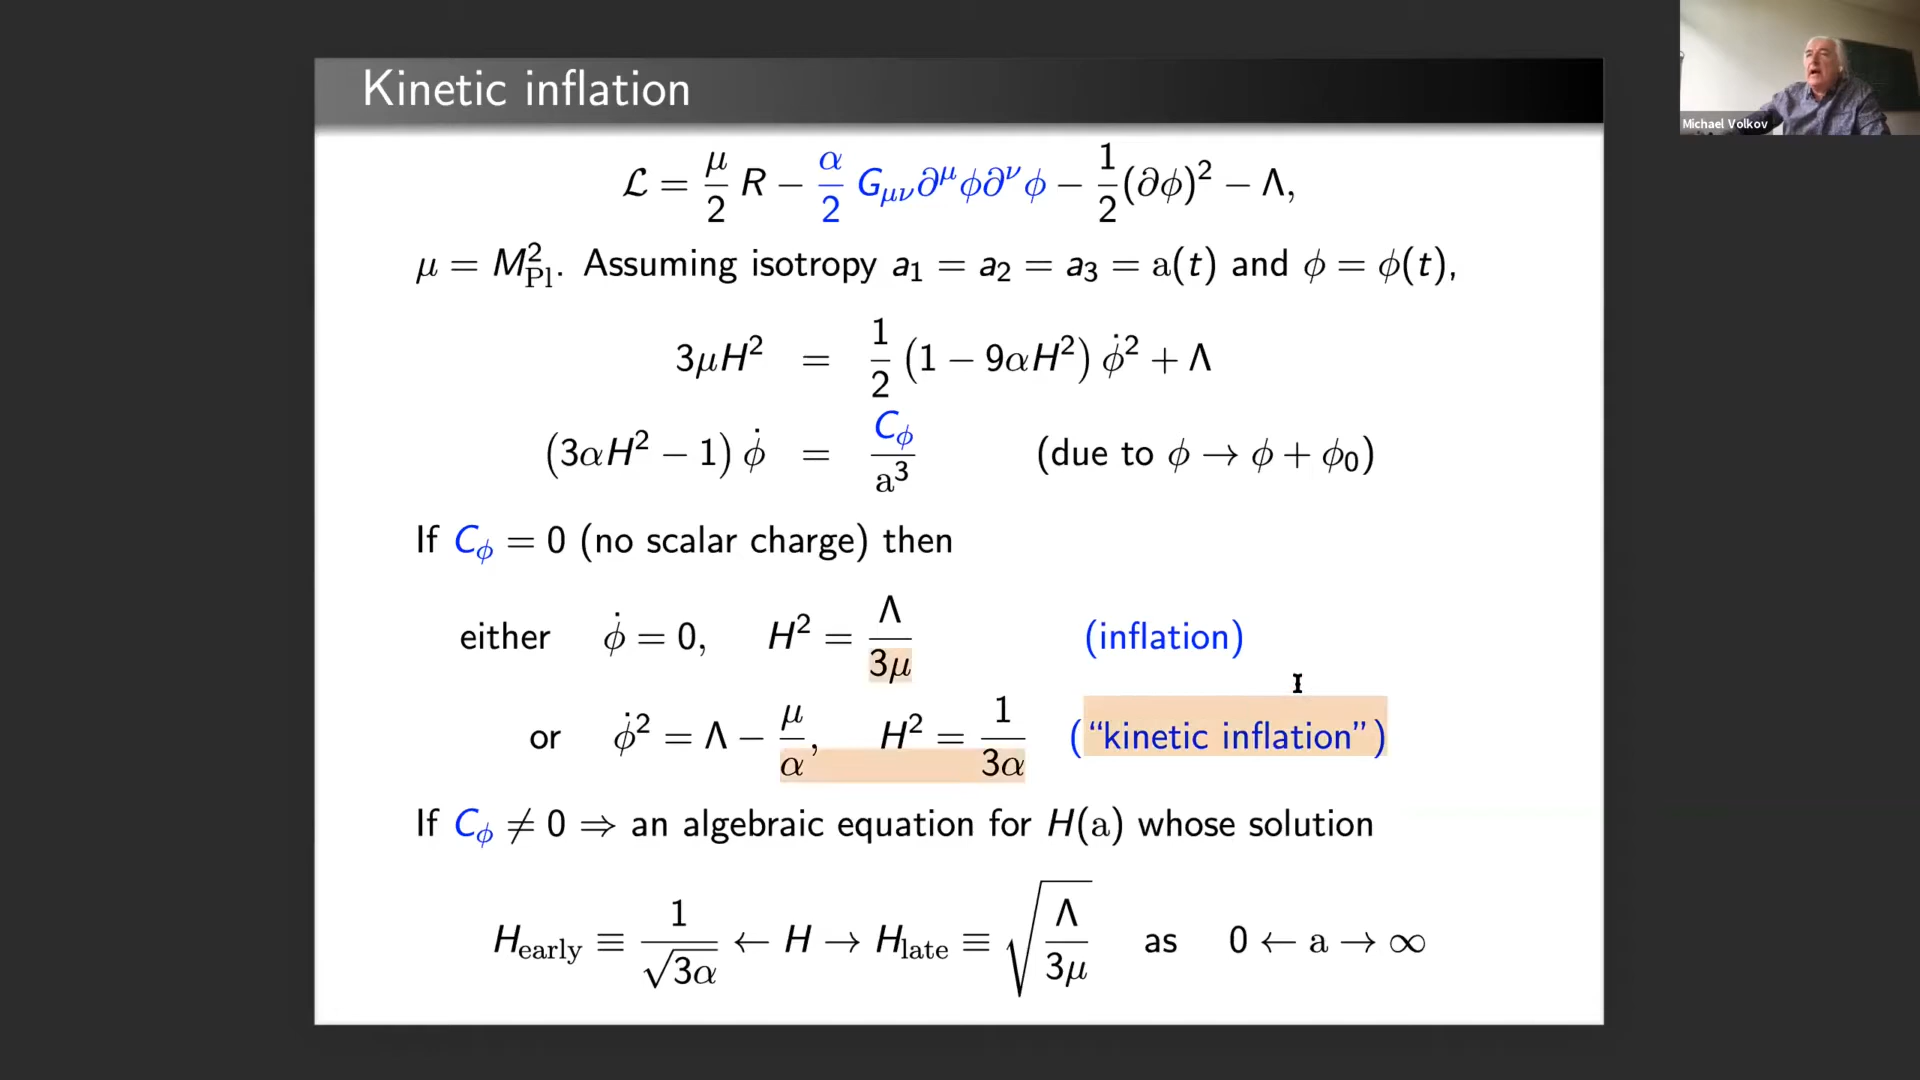 Kinetic inflation
Michael Volkov
ℒ = μ/2 R − α/2 G_{μν}∂^μϕ∂^νϕ − 1/2(∂ϕ)² − Λ,
μ = M²_Pl. Assuming isotropy a₁ = a₂ = a₃ = a(t) and ϕ = ϕ(t),
3μH² = 1/2 (1 − 9αH²) ϕ̇² + Λ
(3αH² − 1) ϕ̇ = C_ϕ/a³ (due to ϕ → ϕ + ϕ₀)
If C_ϕ = 0 (no scalar charge) then
either ϕ̇ = 0, H² = Λ/3μ (inflation)
or ϕ̇² = Λ − μ/α, H² = 1/3α (“kinetic inflation”)
If C_ϕ ≠ 0 ⇒ an algebraic equation for H(a) whose solution
H_early ≡ 1/√3α ← H → H_late ≡ √(Λ/3μ) as 0 ← a → ∞